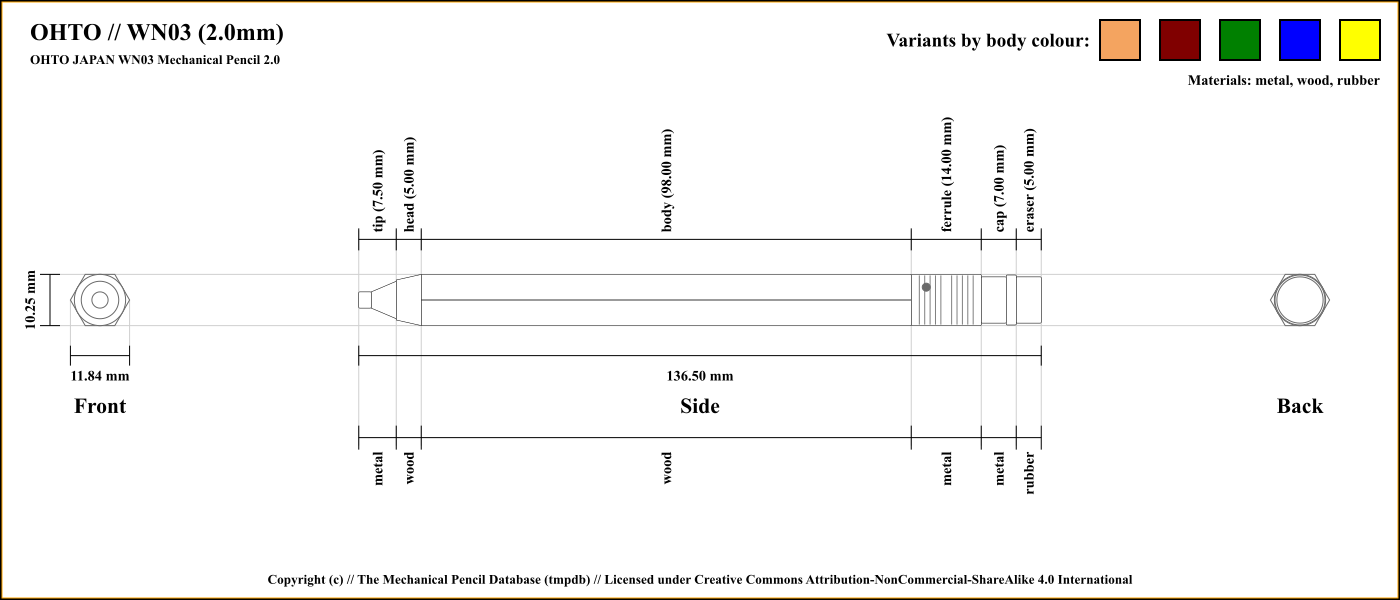 OHTO // WN03 (2.0mm)
OHTO JAPAN WN03 Mechanical Pencil 2.0
Variants by body colour:
Materials: metal, wood, rubber
tip (7.50 mm)
head (5.00 mm)
body (98.00 mm)
ferrule (14.00 mm)
cap (7.00 mm)
eraser (5.00 mm)
10.25 mm
11.84 mm
136.50 mm
Front
Side
Back
metal
wood
wood
metal
metal
rubber
Copyright (c) // The Mechanical Pencil Database (tmpdb) // Licensed under Creative Commons Attribution-NonCommercial-ShareAlike 4.0 International